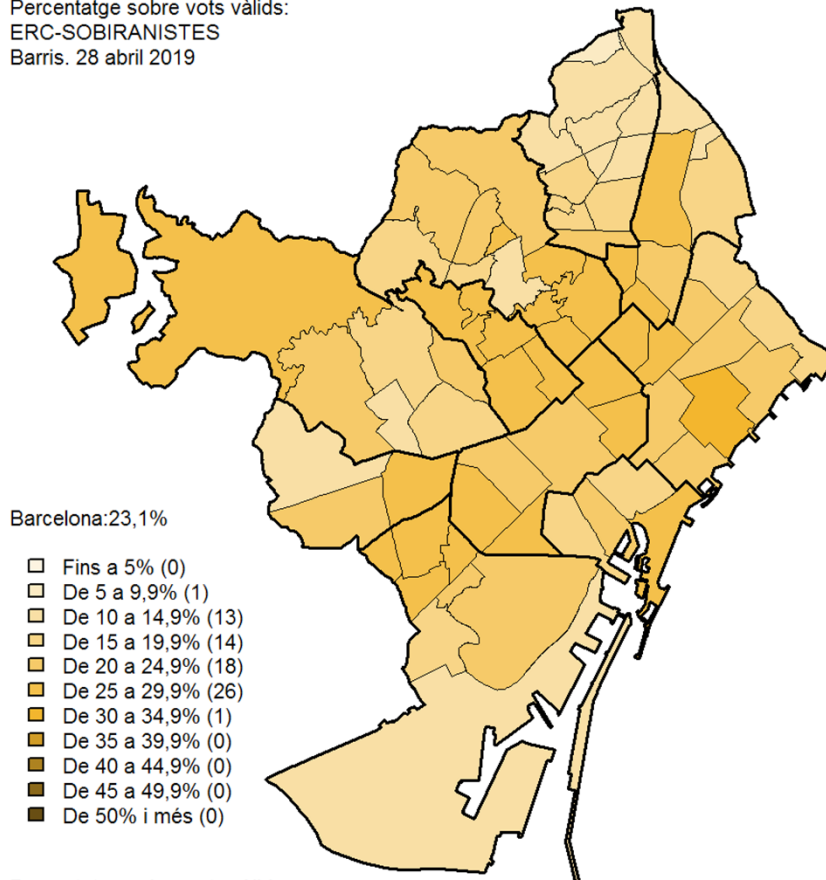 Percentatge sobre vots vàlids:
ERC-SOBIRANISTES
Barris. 28 abril 2019
Barcelona:23,1%
Fins a 5% (0)
De 5 a 9,9% (1)
De 10 a 14,9% (13)
De 15 a 19,9% (14)
De 20 a 24,9% (18)
De 25 a 29,9% (26)
De 30 a 34,9% (1)
De 35 a 39,9% (0)
De 40 a 44,9% (0)
De 45 a 49,9% (0)
De 50% i més (0)